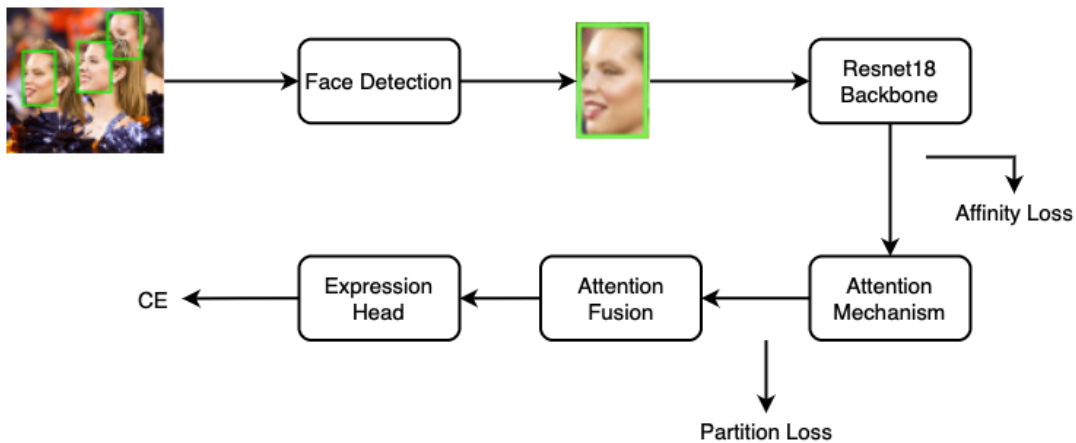 Face Detection
Resnet18
Backbone
Affinity Loss
Attention
Mechanism
Attention
Fusion
Expression
Head
CE
Partition Loss